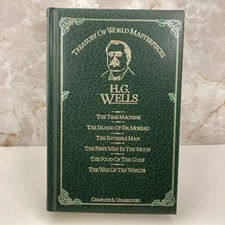 Treasury Of World Masterpieces
H.G.
WELLS
The Time Machine
The Island Of Dr. Moreau
The Invisible Man
The First Men In The Moon
The Food Of The Gods
The War Of The Worlds
Complete & Unabridged